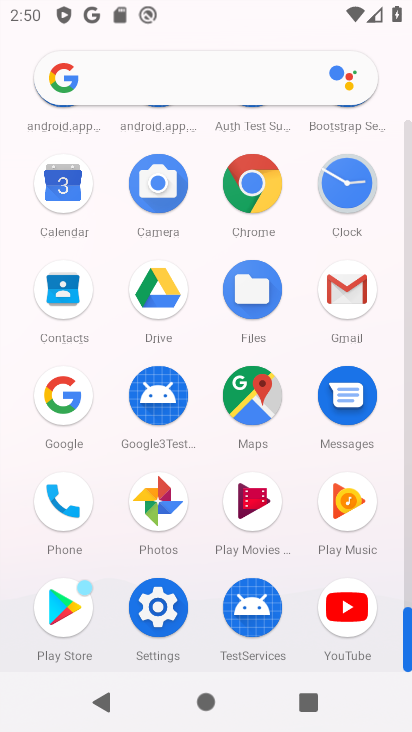 2:50
android.app... android.app... Auth Test Su... Bootstrap Se...
Calendar Camera Chrome Clock
Contacts Drive Files Gmail
Google Google3Test... Maps Messages
Phone Photos Play Movies ... Play Music
Play Store Settings TestServices YouTube